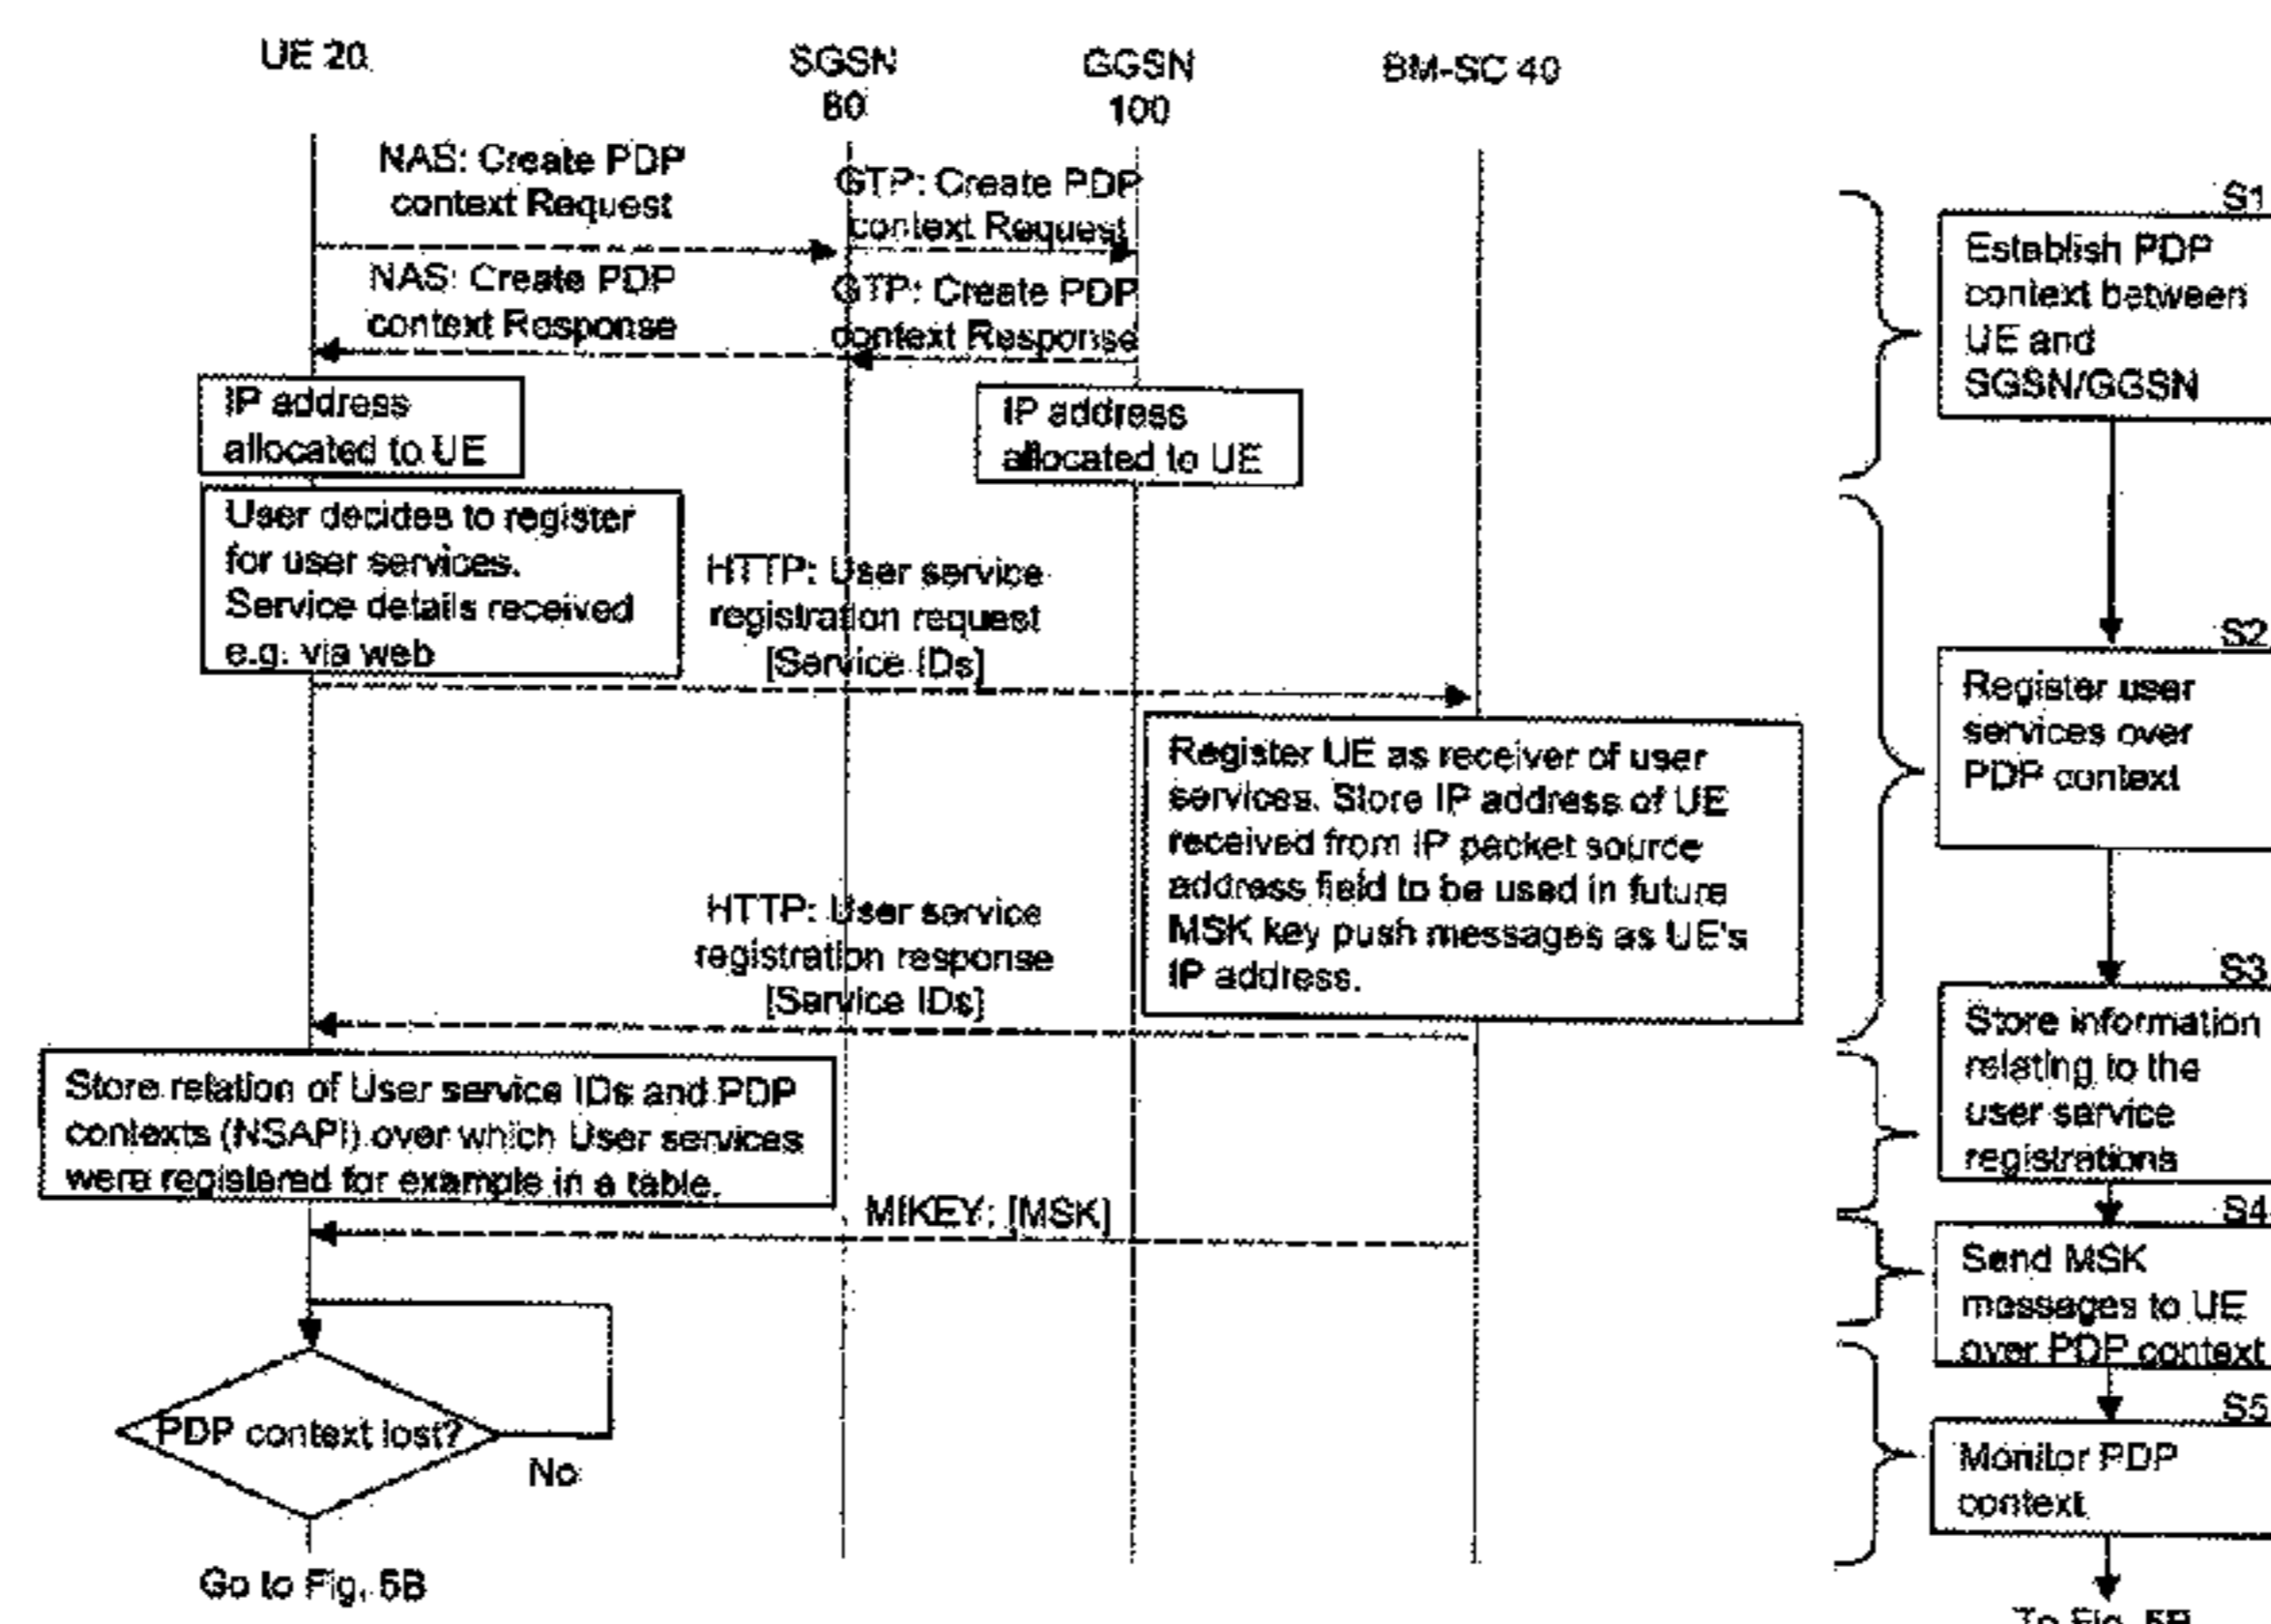 UE 20
SGSN
80
GGSN
100
BM-SC 40
NAS: Create PDP
context Request
GTP: Create PDP
context Request
NAS: Create PDP
context Response
GTP: Create PDP
context Response
IP address
allocated to UE
IP address
allocated to UE
User decides to register
for user services.
Service details received
e.g. via web
HTTP: User service
registration request
[Service IDs]
Register UE as receiver of user
services. Store IP address of UE
received from IP packet source
address field to be used in future
MSK key push messages as UE's
IP address.
HTTP: User service
registration response
[Service IDs]
Store relation of User service IDs and PDP
contexts (NSAPI) over which User services
were registered for example in a table.
MIKEY: [MSK]
PDP context lost?
No
Go to Fig. 5B
S1
Establish PDP
context between
UE and
SGSN/GGSN
S2
Register user
services over
PDP context
S3
Store information
relating to the
user service
registrations
S4
Send MSK
messages to UE
over PDP context
S5
Monitor PDP
context
To Fig. 5B